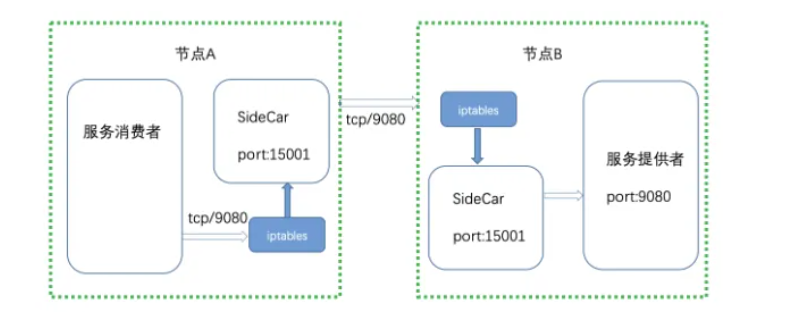 节点A
服务消费者
SideCar
port:15001
tcp/9080
iptables
tcp/9080
节点B
iptables
SideCar
port:15001
服务提供者
port:9080